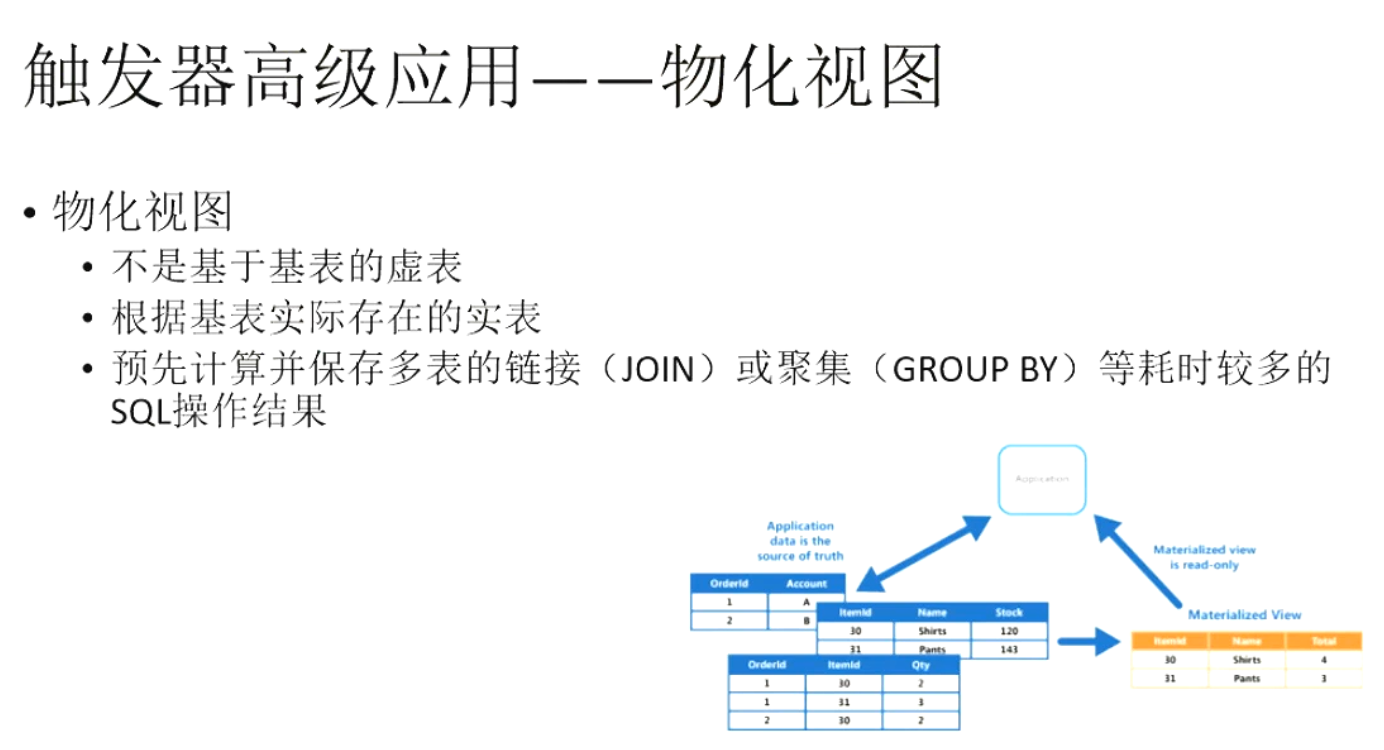 触发器高级应用——物化视图
• 物化视图
• 不是基于基表的虚表
• 根据基表实际存在的实表
• 预先计算并保存多表的链接（JOIN）或聚集（GROUP BY）等耗时较多的
SQL操作结果
Application
Application
data is the
source of truth
Materialized view
is read-only
OrderId Account
1 A
2 B
ItemId Name Stock
30 Shirts 120
31 Pants 143
OrderId ItemId Qty
1 30 2
1 31 3
2 30 2
Materialized View
ItemId Name Total
30 Shirts 4
31 Pants 3